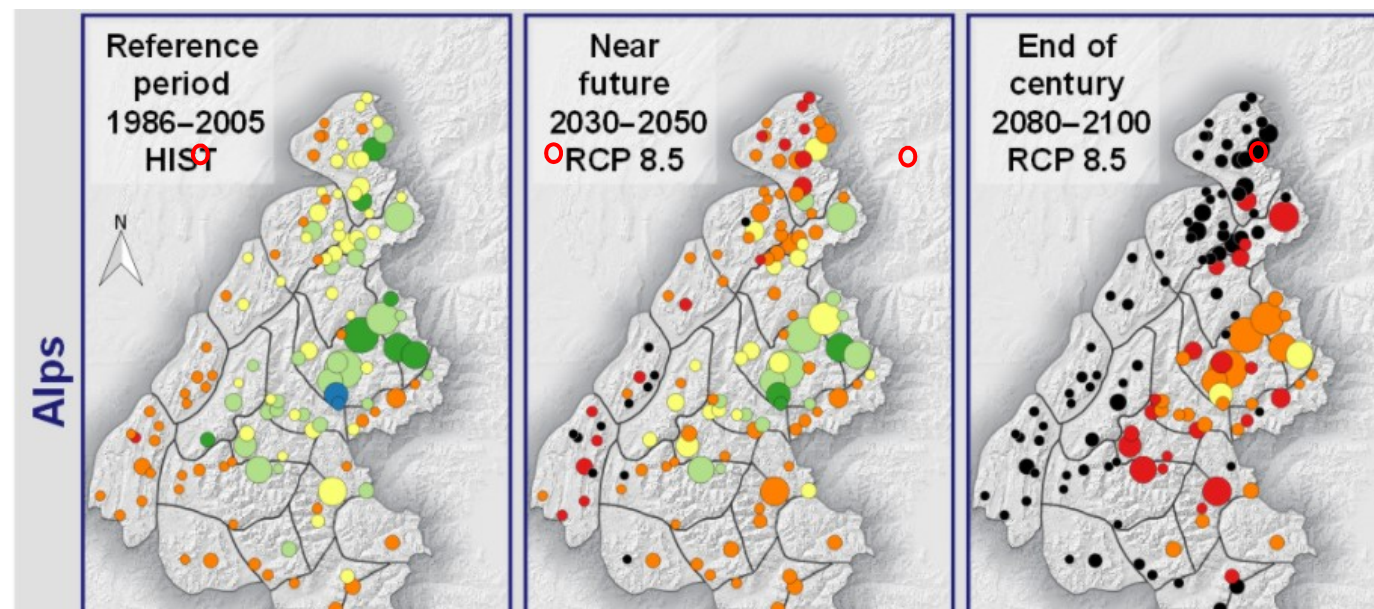 Reference
period
1986–2005
HIST
Near
future
2030–2050
RCP 8.5
End of
century
2080–2100
RCP 8.5
N
Alps